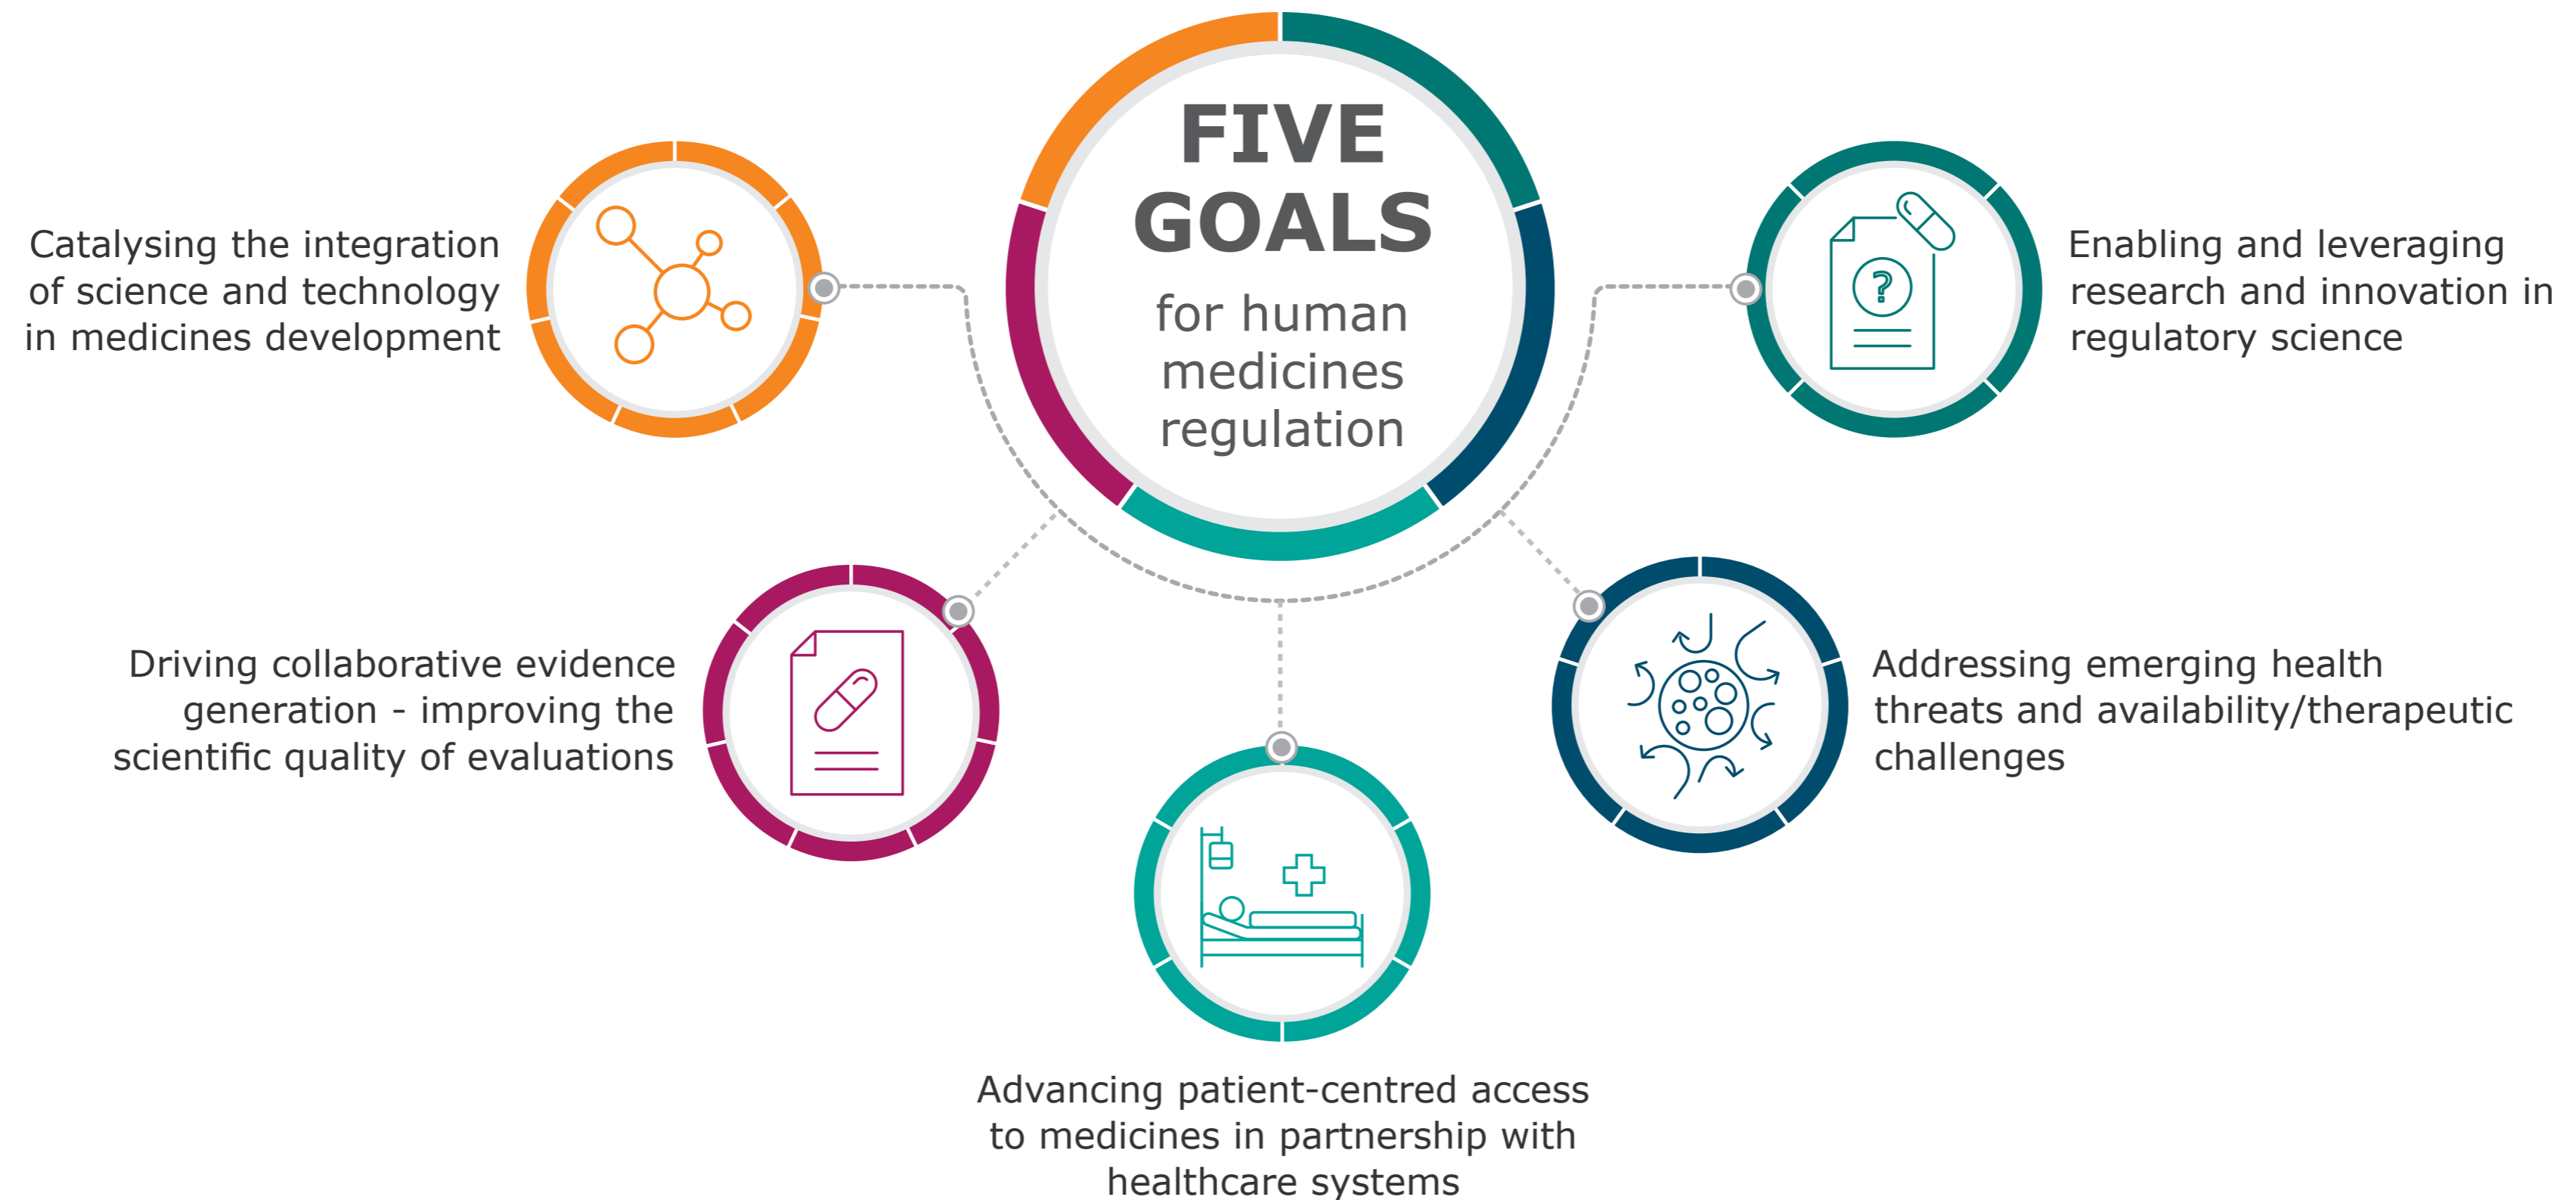 FIVE
GOALS
for human
medicines
regulation
Catalysing the integration
of science and technology
in medicines development
Driving collaborative evidence
generation - improving the
scientific quality of evaluations
Advancing patient-centred access
to medicines in partnership with
healthcare systems
Addressing emerging health
threats and availability/therapeutic
challenges
?
Enabling and leveraging
research and innovation in
regulatory science